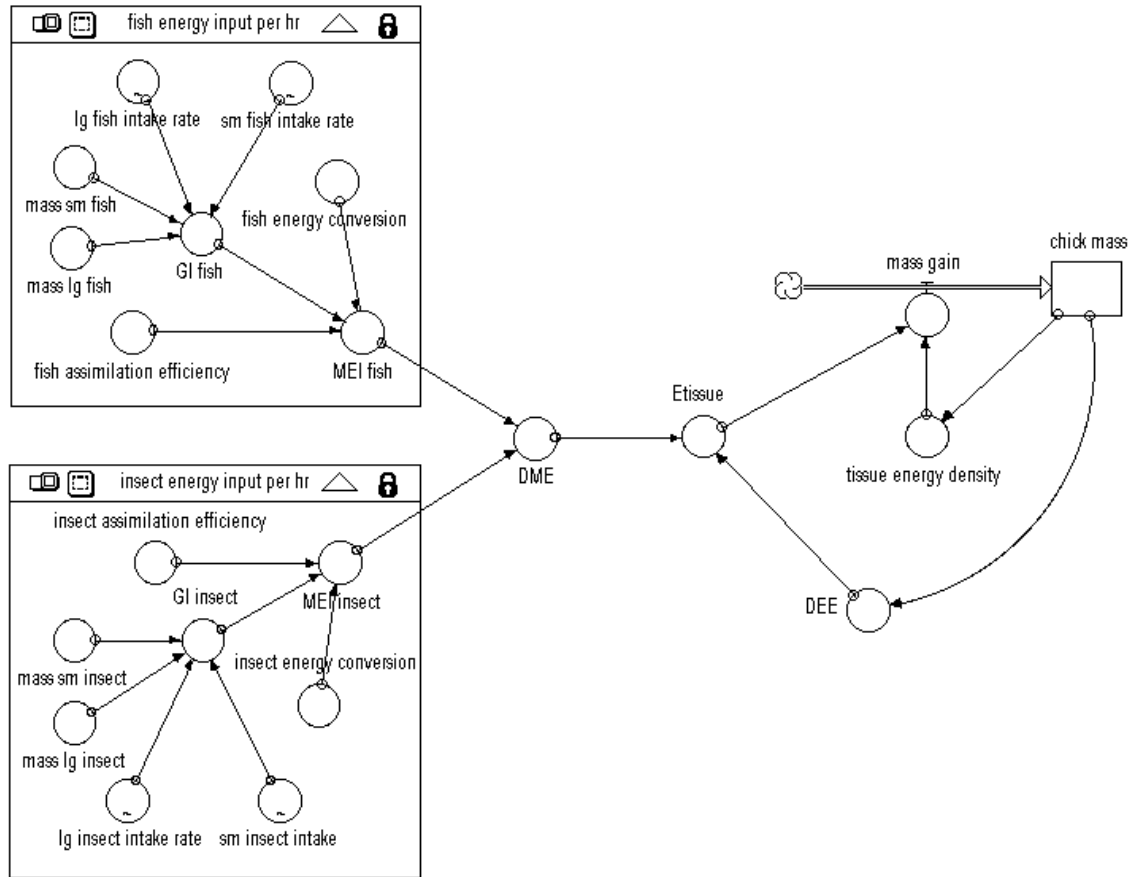 fish energy input per hr
lg fish intake rate
sm fish intake rate
mass sm fish
fish energy conversion
GI fish
mass lg fish
fish assimilation efficiency
MEI fish
chick mass
mass gain
Etissue
DME
tissue energy density
DEE
insect energy input per hr
insect assimilation efficiency
GI insect
MEI insect
mass sm insect
insect energy conversion
mass lg insect
lg insect intake rate
sm insect intake